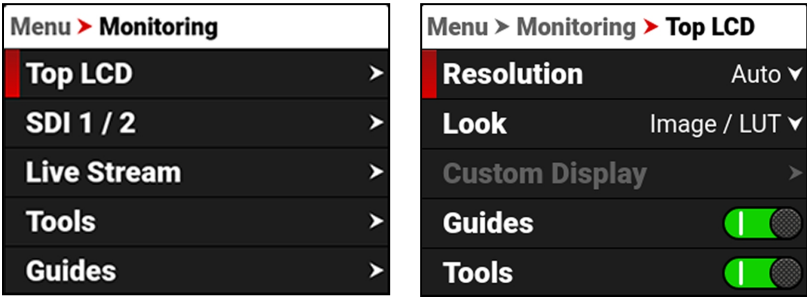 Menu ➤ Monitoring
Top LCD
SDI 1 / 2
Live Stream
Tools
Guides
Menu ➤ Monitoring ➤ Top LCD
Resolution Auto
Look Image / LUT
Custom Display
Guides
Tools